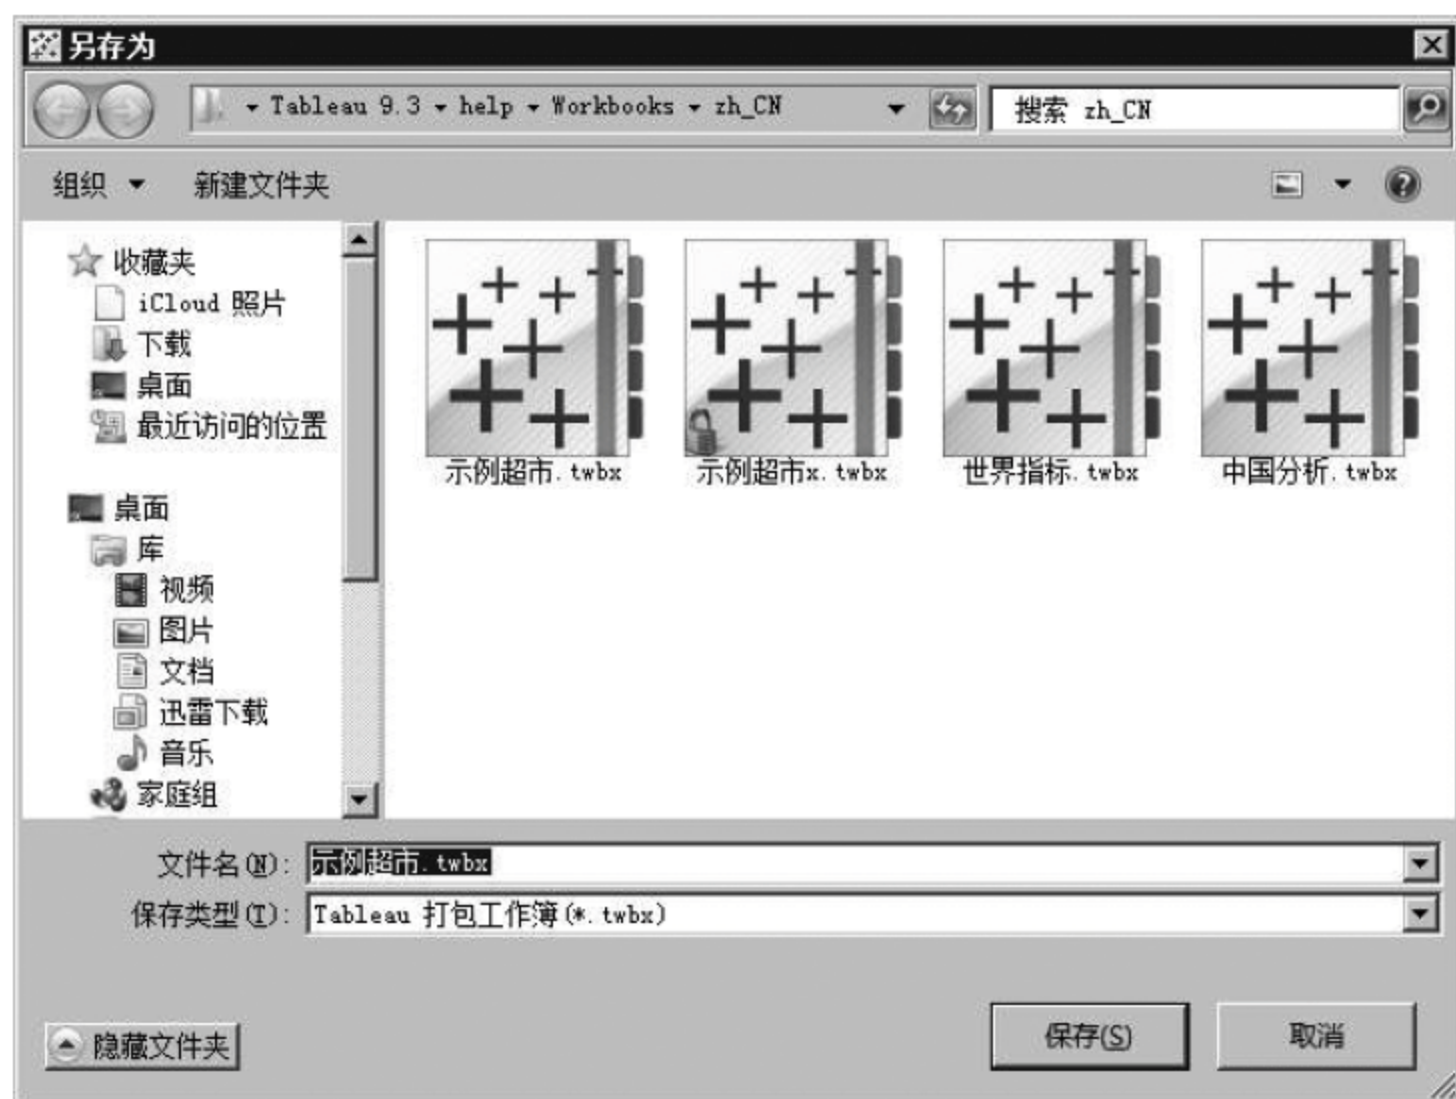 另存为
Tableau 9.3 help Workbooks zh_CN
搜索 zh_CN
组织 新建文件夹
收藏夹
iCloud 照片
下载
桌面
最近访问的位置
桌面
库
视频
图片
文档
迅雷下载
音乐
家庭组
示例超市.twbx
示例超市x.twbx
世界指标.twbx
中国分析.twbx
文件名(N): 示例超市.twbx
保存类型(T): Tableau 打包工作簿(*.twbx)
隐藏文件夹
保存(S)
取消